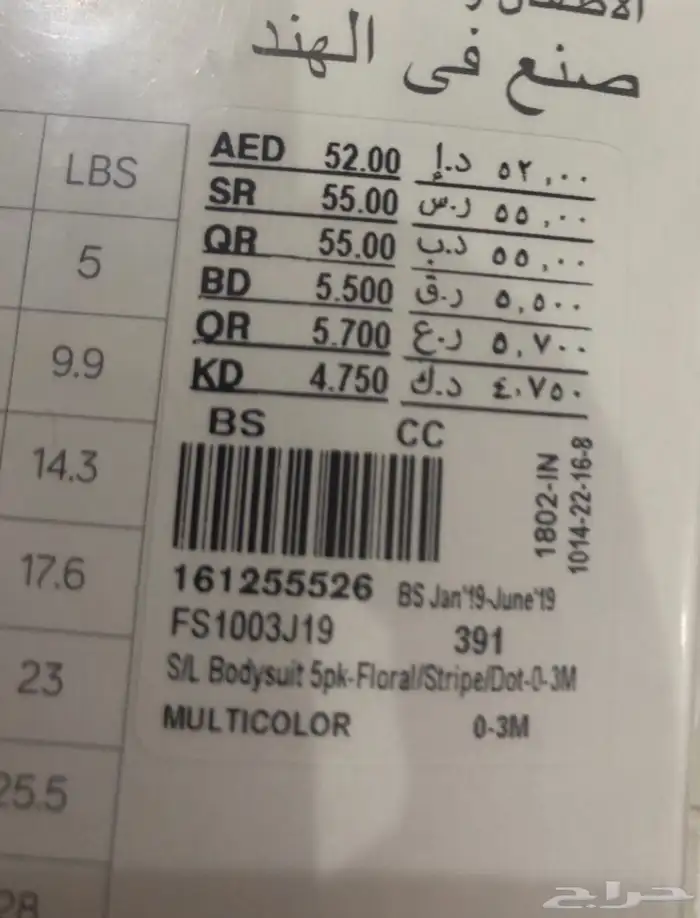 صنع في الهند
LBS
5
9.9
14.3
17.6
23
25.5
28
AED 52.00 د.إ ٥٢,٠٠
SR 55.00 ر.س ٥٥,٠٠
QR 55.00 د.ب ٥٥,٠٠
BD 5.500 ر.ق ٥,٥٠٠
OR 5.700 ر.ع ٥,٧٠٠
KD 4.750 د.ك ٤,٧٥٠
BS CC
1802-IN
1014-22-16-8
161255526 BS Jan'19-June'19
FS1003J19 391
S/L Bodysuit 5pk-Floral/Stripe/Dot-0-3M
MULTICOLOR 0-3M
حراج